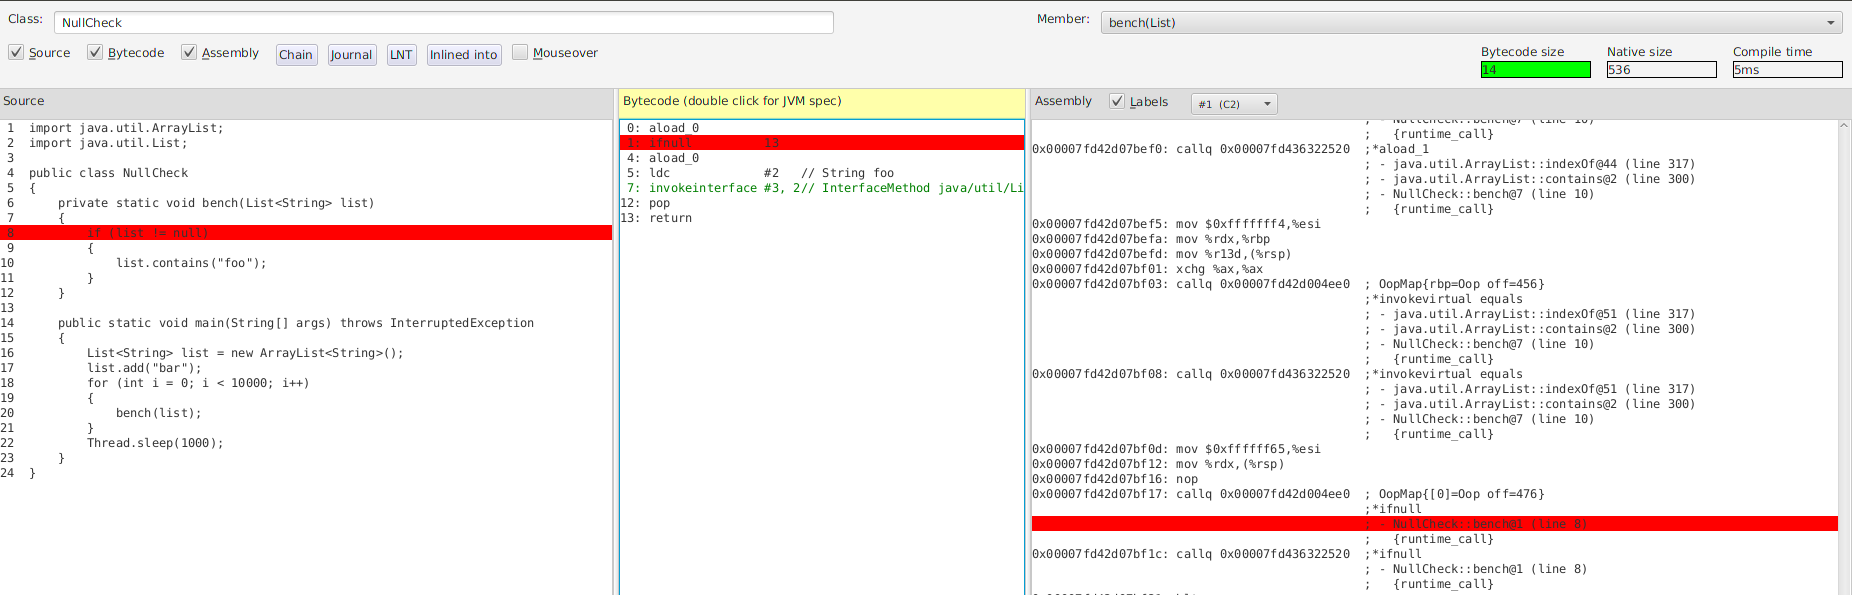 Class: NullCheck Member: bench(List)
Source Bytecode Assembly Chain Journal LNT Inlined into Mouseover
Bytecode size Native size Compile time
14 536 5ms
Source
1 import java.util.ArrayList;
2 import java.util.List;
3
4 public class NullCheck
5 {
6 private static void bench(List<String> list)
7 {
8 if (list != null)
9 {
10 list.contains("foo");
11 }
12 }
13
14 public static void main(String[] args) throws InterruptedException
15 {
16 List<String> list = new ArrayList<String>();
17 list.add("bar");
18 for (int i = 0; i < 10000; i++)
19 {
20 bench(list);
21 }
22 Thread.sleep(1000);
23 }
24 }
Bytecode (double click for JVM spec)
0: aload_0
1: ifnull 13
4: aload_0
5: ldc #2 // String foo
7: invokeinterface #3, 2// InterfaceMethod java/util/Li
12: pop
13: return
Assembly Labels #1 (C2)
; - NullCheck::bench@7 (line 10)
; {runtime_call}
0x00007fd42d07bef0: callq 0x00007fd436322520 ;*aload_1
; - java.util.ArrayList::indexOf@44 (line 317)
; - java.util.ArrayList::contains@2 (line 300)
; - NullCheck::bench@7 (line 10)
; {runtime_call}
0x00007fd42d07bef5: mov $0xfffffff4,%esi
0x00007fd42d07befa: mov %rdx,%rbp
0x00007fd42d07befd: mov %r13d,(%rsp)
0x00007fd42d07bf01: xchg %ax,%ax
0x00007fd42d07bf03: callq 0x00007fd42d004ee0 ; OopMap{rbp=Oop off=456}
;*invokevirtual equals
; - java.util.ArrayList::indexOf@51 (line 317)
; - java.util.ArrayList::contains@2 (line 300)
; - NullCheck::bench@7 (line 10)
; {runtime_call}
0x00007fd42d07bf08: callq 0x00007fd436322520 ;*invokevirtual equals
; - java.util.ArrayList::indexOf@51 (line 317)
; - java.util.ArrayList::contains@2 (line 300)
; - NullCheck::bench@7 (line 10)
; {runtime_call}
0x00007fd42d07bf0d: mov $0xffffff65,%esi
0x00007fd42d07bf12: mov %rdx,(%rsp)
0x00007fd42d07bf16: nop
0x00007fd42d07bf17: callq 0x00007fd42d004ee0 ; OopMap{[0]=Oop off=476}
;*ifnull
; - NullCheck::bench@1 (line 8)
; {runtime_call}
0x00007fd42d07bf1c: callq 0x00007fd436322520 ;*ifnull
; - NullCheck::bench@1 (line 8)
; {runtime_call}